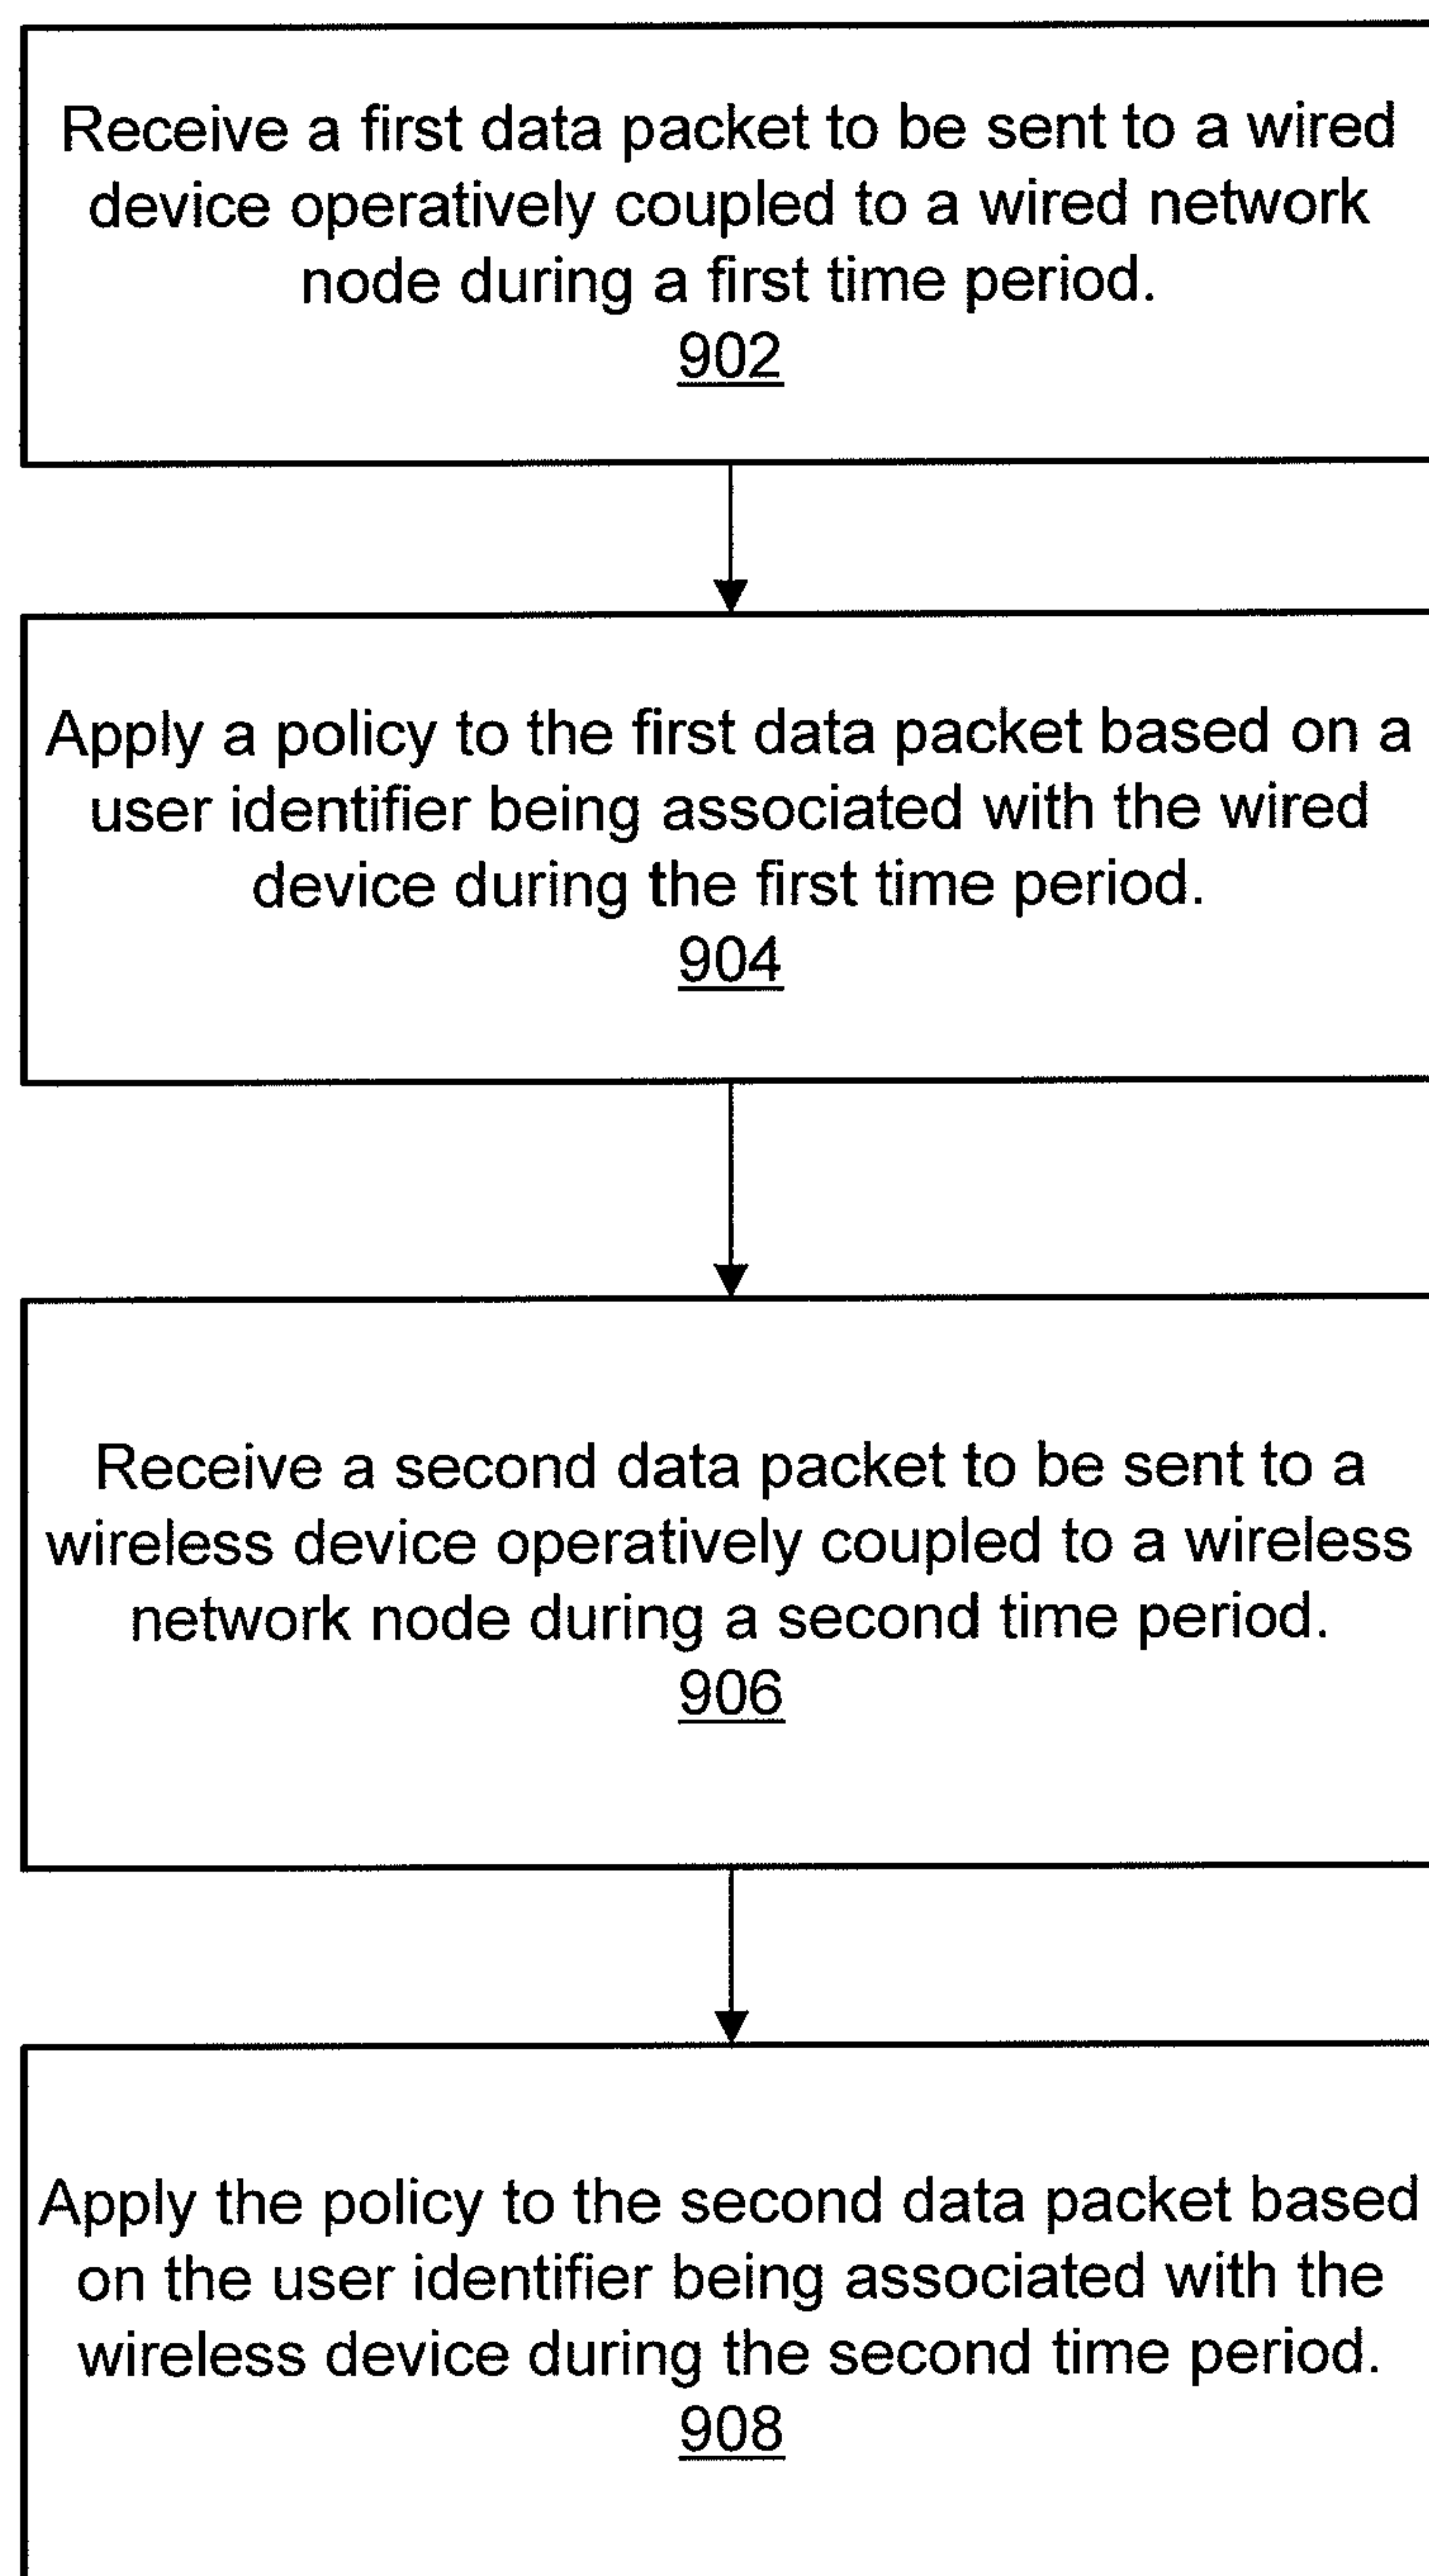 Receive a first data packet to be sent to a wired
device operatively coupled to a wired network
node during a first time period.
902
Apply a policy to the first data packet based on a
user identifier being associated with the wired
device during the first time period.
904
Receive a second data packet to be sent to a
wireless device operatively coupled to a wireless
network node during a second time period.
906
Apply the policy to the second data packet based
on the user identifier being associated with the
wireless device during the second time period.
908